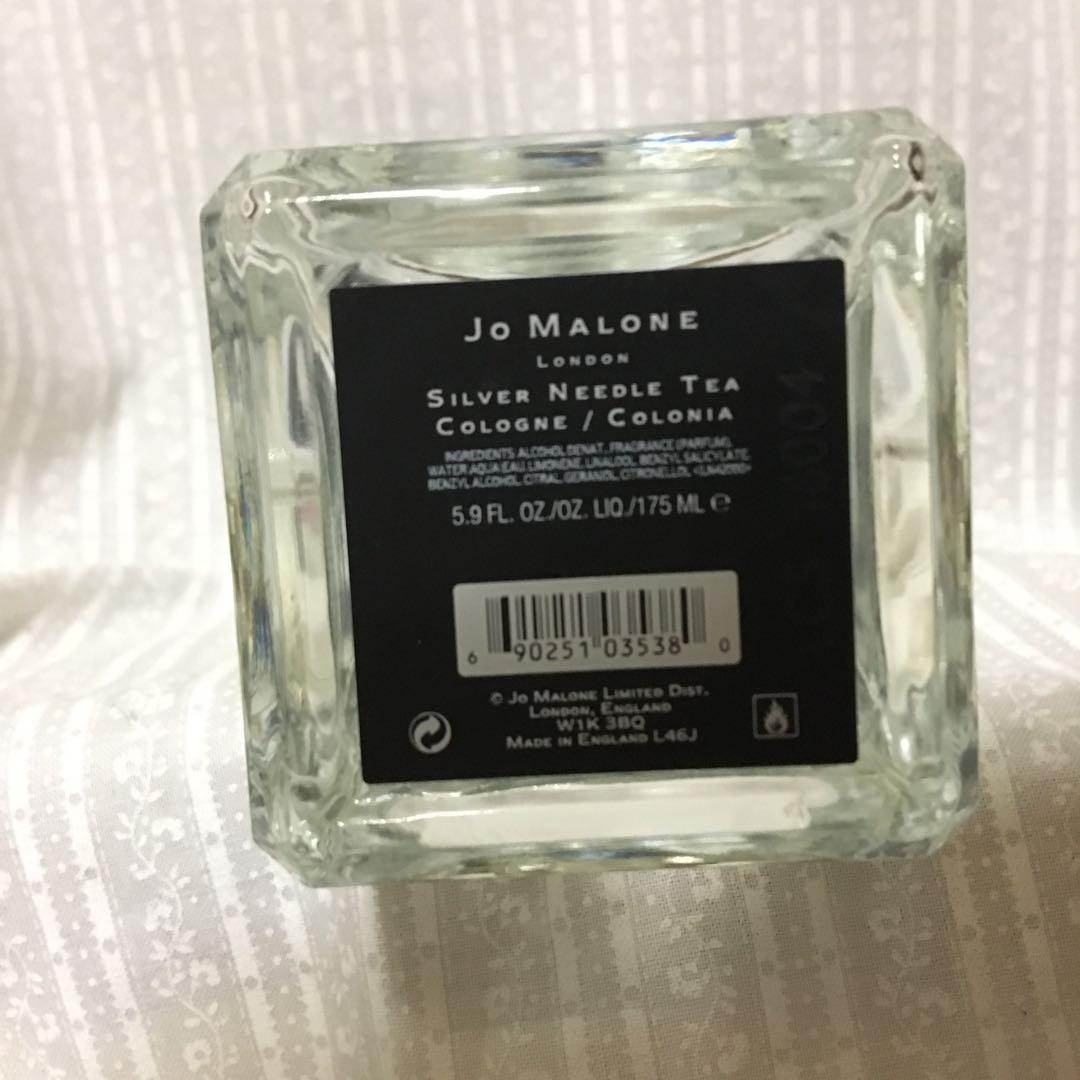 JO MALONE
LONDON
SILVER NEEDLE TEA
COLOGNE / COLONIA
INGREDIENTS: ALCOHOL DENAT., FRAGRANCE (PARFUM),
WATER\AQUA\EAU, LIMONENE, LINALOOL, BENZYL SALICYLATE,
BENZYL ALCOHOL, CITRAL, GERANIOL, CITRONELLOL
5.9 FL. OZ./OZ. LIQ./175 ML ℮
6 90251 03538 0
© JO MALONE LIMITED DIST.
LONDON, ENGLAND
W1K 3BQ
MADE IN ENGLAND L46J